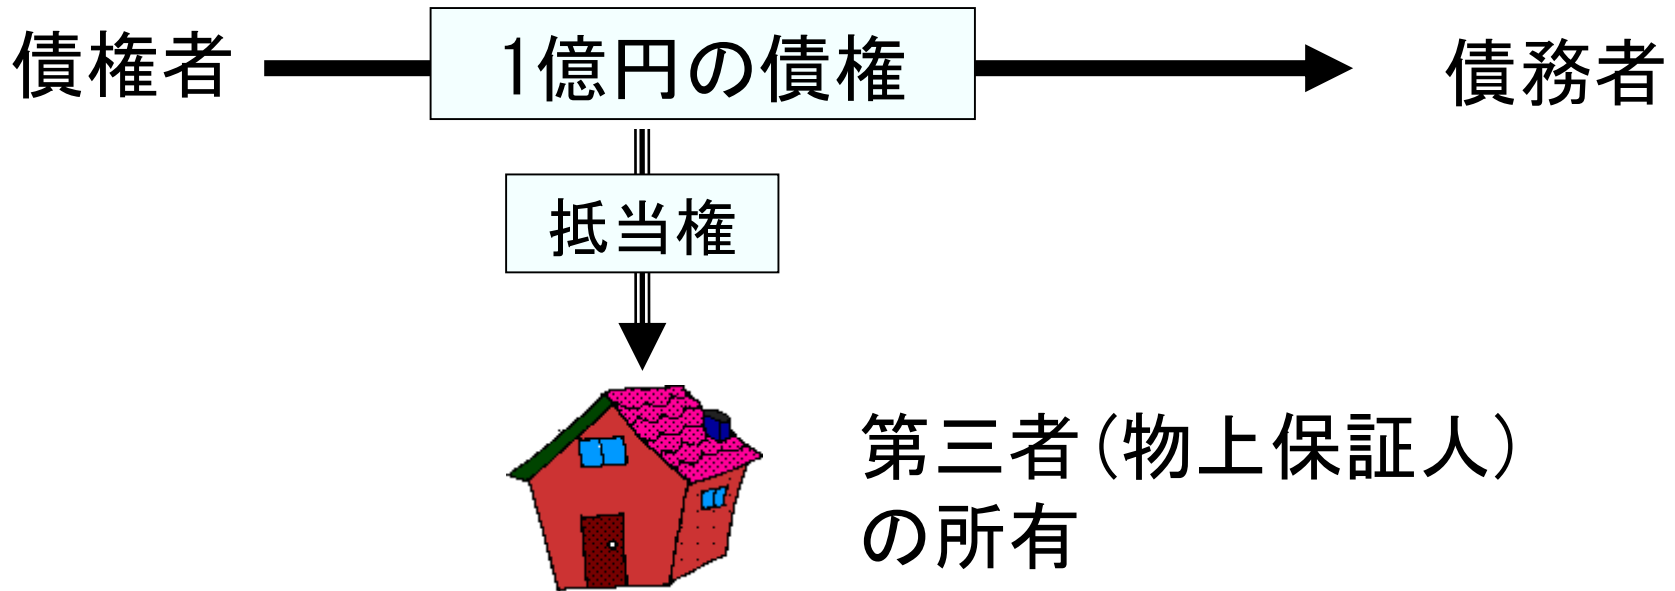 債権者
1億円の債権
債務者
抵当権
第三者(物上保証人)
の所有